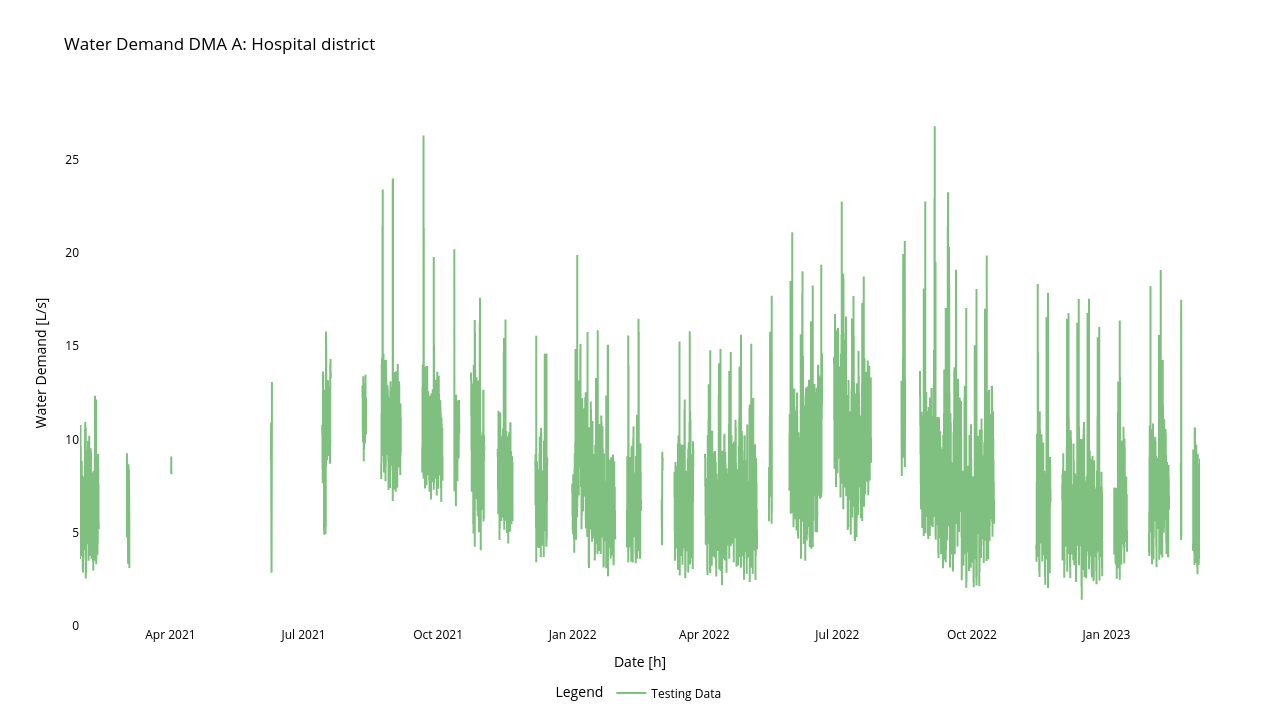 Water Demand DMA A: Hospital district
Water Demand [L/s]
25
20
15
10
5
0
Apr 2021
Jul 2021
Oct 2021
Jan 2022
Apr 2022
Jul 2022
Oct 2022
Jan 2023
Date [h]
Legend
Testing Data